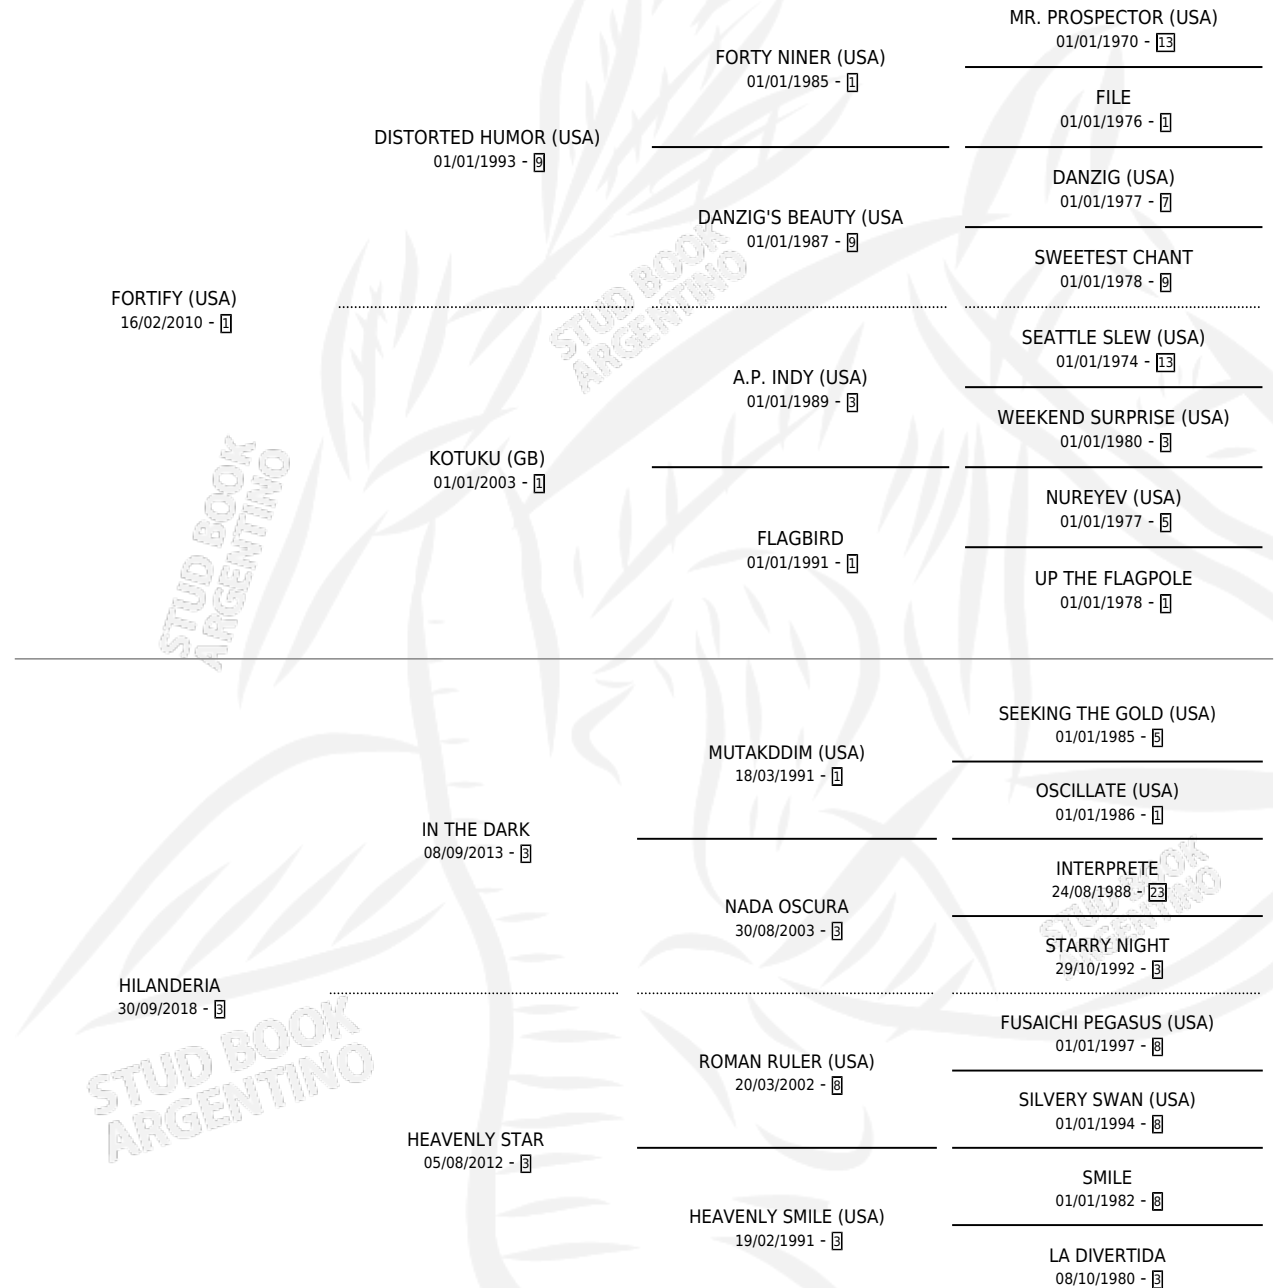 MR. PROSPECTOR (USA)
01/01/1970 - 13
FORTY NINER (USA)
01/01/1985 - 1
FILE
01/01/1976 - 1
DISTORTED HUMOR (USA)
01/01/1993 - 9
DANZIG (USA)
01/01/1977 - 7
DANZIG'S BEAUTY (USA
01/01/1987 - 9
SWEETEST CHANT
01/01/1978 - 9
FORTIFY (USA)
16/02/2010 - 1
SEATTLE SLEW (USA)
01/01/1974 - 13
A.P. INDY (USA)
01/01/1989 - 3
WEEKEND SURPRISE (USA)
01/01/1980 - 3
KOTUKU (GB)
01/01/2003 - 1
NUREYEV (USA)
01/01/1977 - 5
FLAGBIRD
01/01/1991 - 1
UP THE FLAGPOLE
01/01/1978 - 1
SEEKING THE GOLD (USA)
01/01/1985 - 5
MUTAKDDIM (USA)
18/03/1991 - 1
OSCILLATE (USA)
01/01/1986 - 1
IN THE DARK
08/09/2013 - 3
INTERPRETE
24/08/1988 - 23
NADA OSCURA
30/08/2003 - 3
STARRY NIGHT
29/10/1992 - 3
HILANDERIA
30/09/2018 - 3
FUSAICHI PEGASUS (USA)
01/01/1997 - 8
ROMAN RULER (USA)
20/03/2002 - 8
SILVERY SWAN (USA)
01/01/1994 - 8
HEAVENLY STAR
05/08/2012 - 3
SMILE
01/01/1982 - 8
HEAVENLY SMILE (USA)
19/02/1991 - 3
LA DIVERTIDA
08/10/1980 - 3
STUD BOOK
ARGENTINO
STUD BOOK
ARGENTINO
STUD BOOK
ARGENTINO
STUD BOOK
ARGENTINO